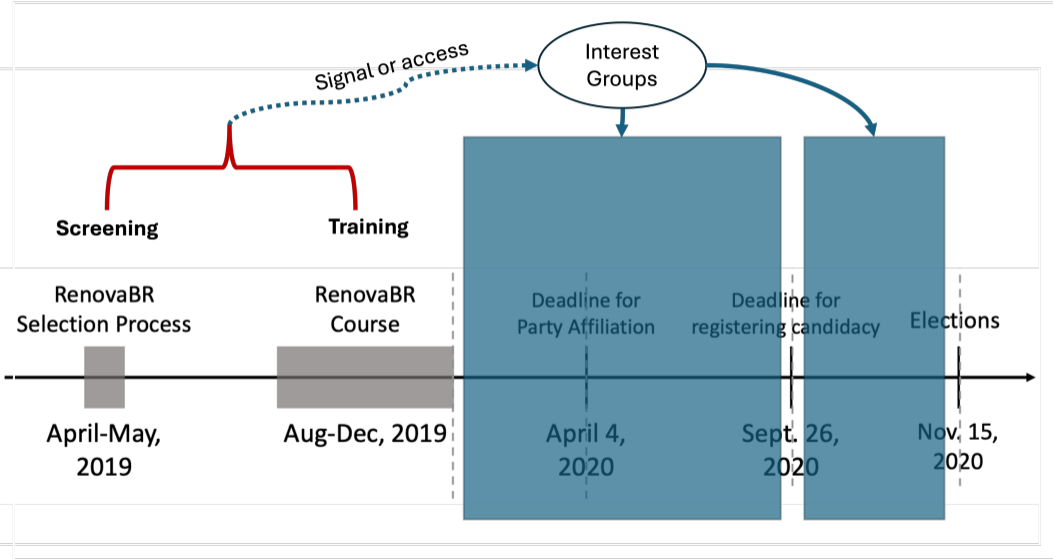 Signal or access
Interest
Groups
Screening
Training
RenovaBR
Selection Process
RenovaBR
Course
Deadline for
Party Affiliation
Deadline for
registering candidacy
Elections
April-May,
2019
Aug-Dec, 2019
April 4,
2020
Sept. 26,
2020
Nov. 15,
2020